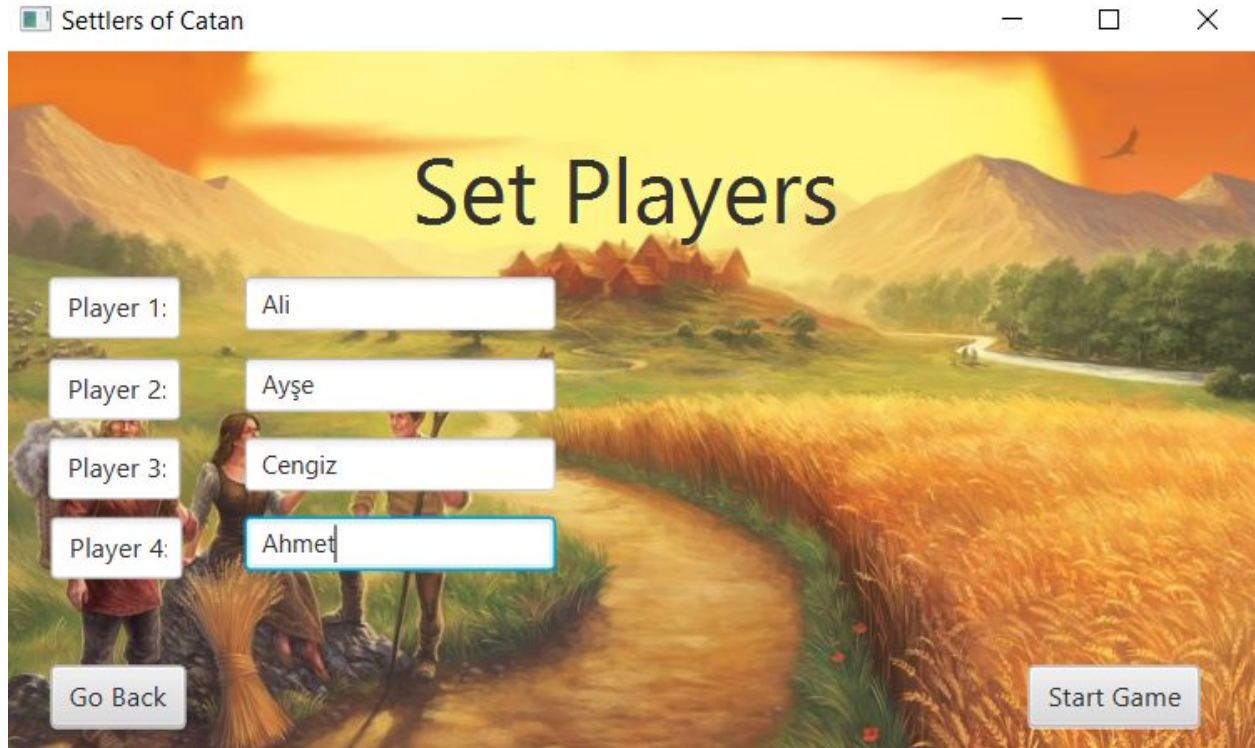 Settlers of Catan
Set Players
Player 1: Ali
Player 2: Ayşe
Player 3: Cengiz
Player 4: Ahmet
Go Back Start Game